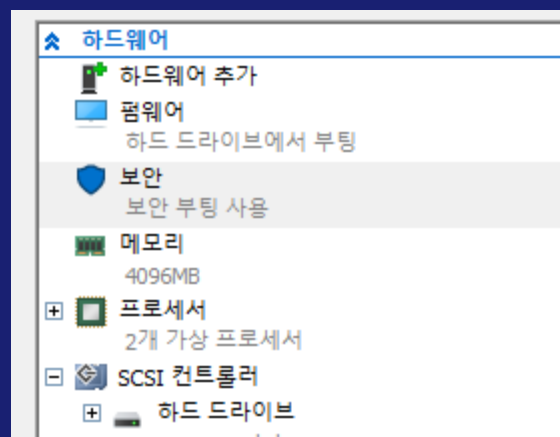 하드웨어
하드웨어 추가
펌웨어
하드 드라이브에서 부팅
보안
보안 부팅 사용
메모리
4096MB
프로세서
2개 가상 프로세서
SCSI 컨트롤러
하드 드라이브